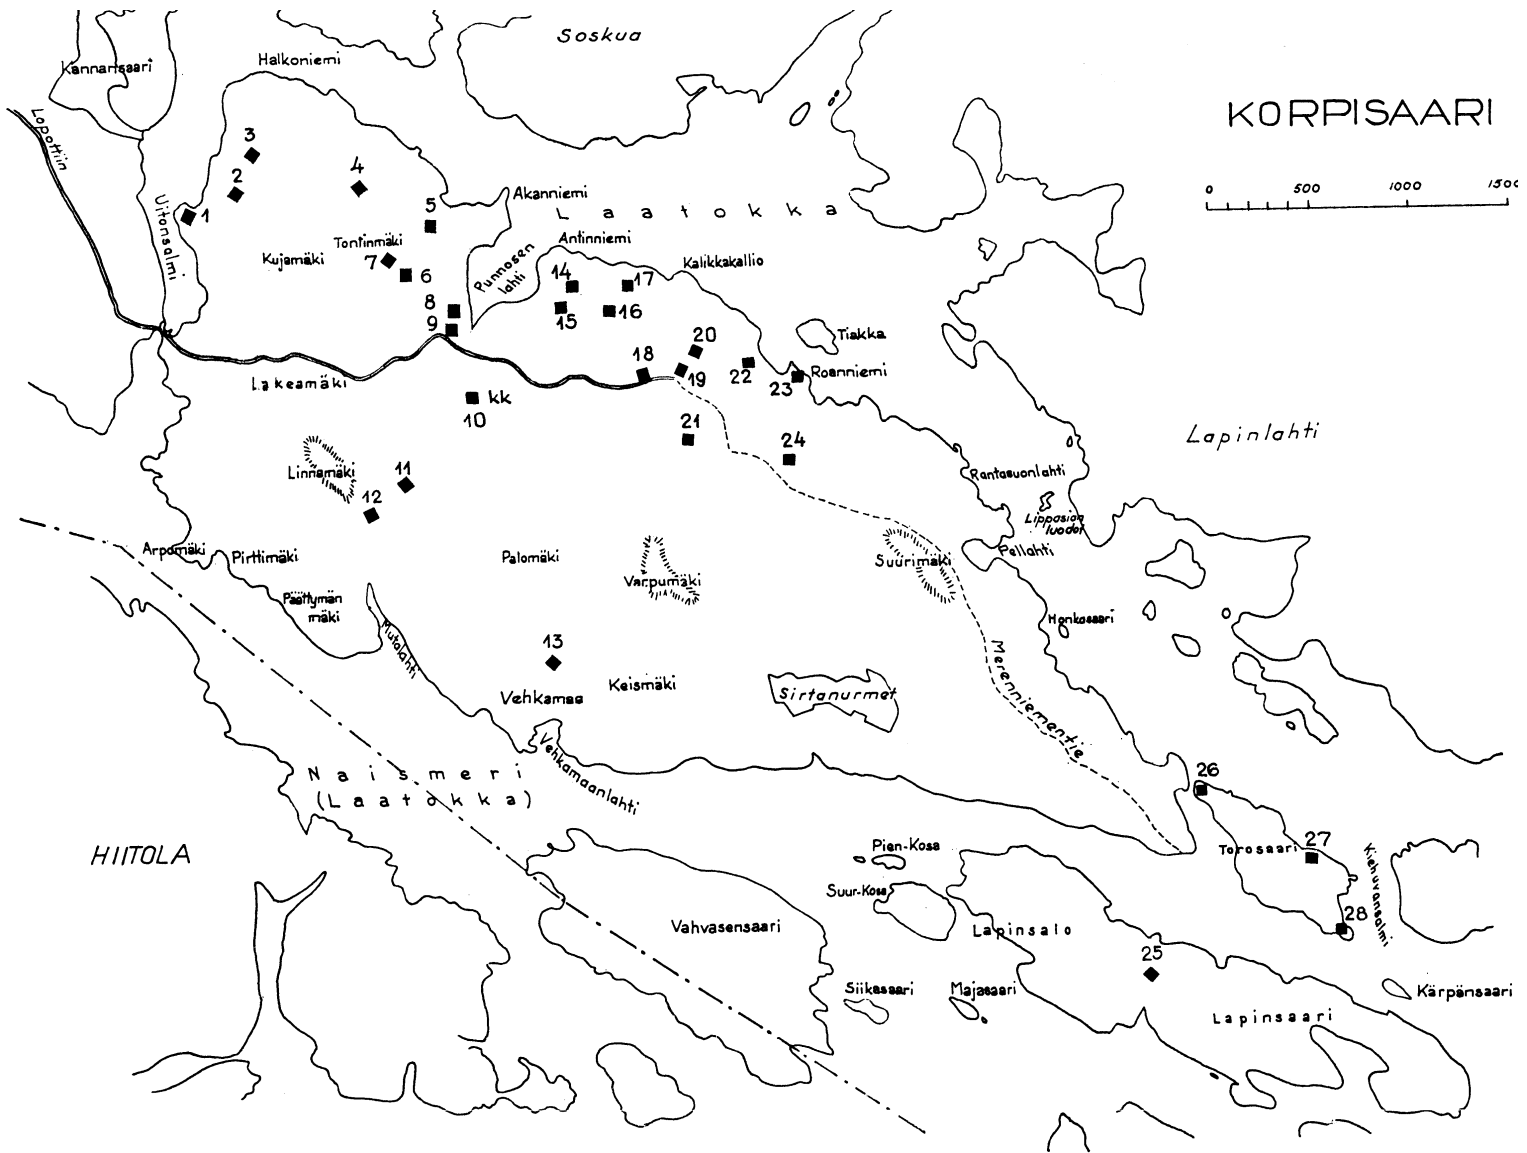 Soskua
Kannansaari
Halkoniemi
KORPISAARI
Lopottiin
0 500 1000 1500
3
4
2
Akanniemi
1
5
Laatokka
Uitonsalmi
Tontinmäki
Antinniemi
Kujamäki
7
6
Punnosen
lahti
Kalikkakallio
14
17
8
15
16
9
20
Tiakka
18
19
22
Roanniemi
23
Lakeamäki
10
kk
21
24
Lapinlahti
Linnamäki
11
Rantasuonlahti
12
Lippasian
luodot
Arpomäki
Pirttimäki
Palomäki
Pellahti
Suurimäki
Varpumäki
Päättymän
mäki
Honkasaari
Mutalahti
13
Merenniementie
Keismäki
Vehkamaa
Sirtanurmet
Vehkamaanlahti
Naismeri
(Laatokka)
26
HIITOLA
Pien-Kosa
Torosaari
27
Kiehuvansalmi
Suur-Kosa
28
Vahvasensaari
Lapinsalo
25
Siikasaari
Majasaari
Kärpänsaari
Lapinsaari